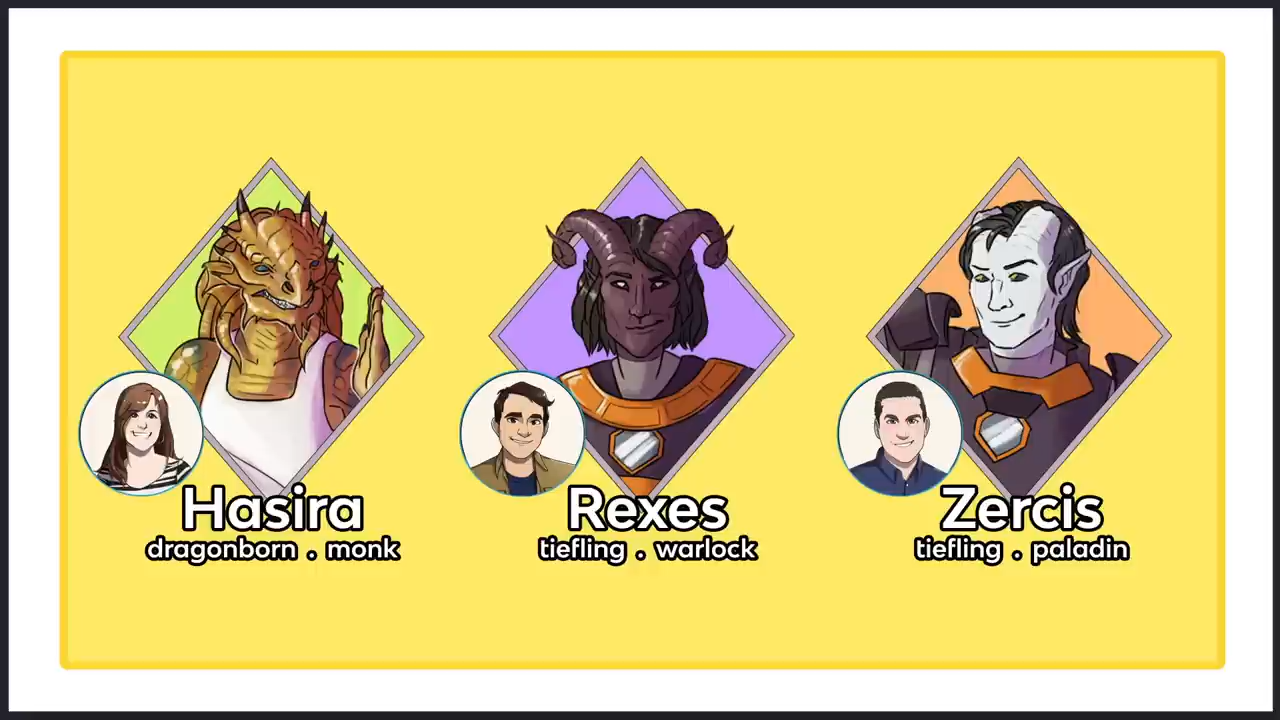 Hasira
dragonborn . monk
Rexes
tiefling . warlock
Zercis
tiefling . paladin